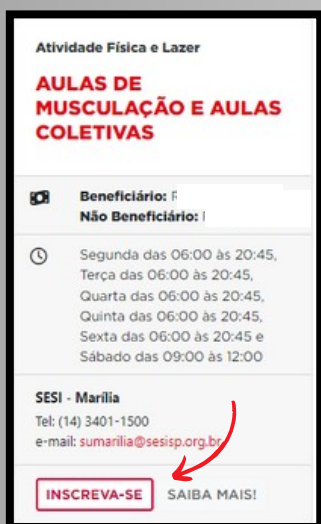 Atividade Física e Lazer
AULAS DE
MUSCULAÇÃO E AULAS
COLETIVAS
Beneficiário:
Não Beneficiário:
Segunda das 06:00 às 20:45,
Terça das 06:00 às 20:45,
Quarta das 06:00 às 20:45,
Quinta das 06:00 às 20:45,
Sexta das 06:00 às 20:45 e
Sábado das 09:00 às 12:00
SESI - Marília
Tel: (14) 3401-1500
e-mail: sumarilia@sesisp.org.br
INSCREVA-SE SAIBA MAIS!